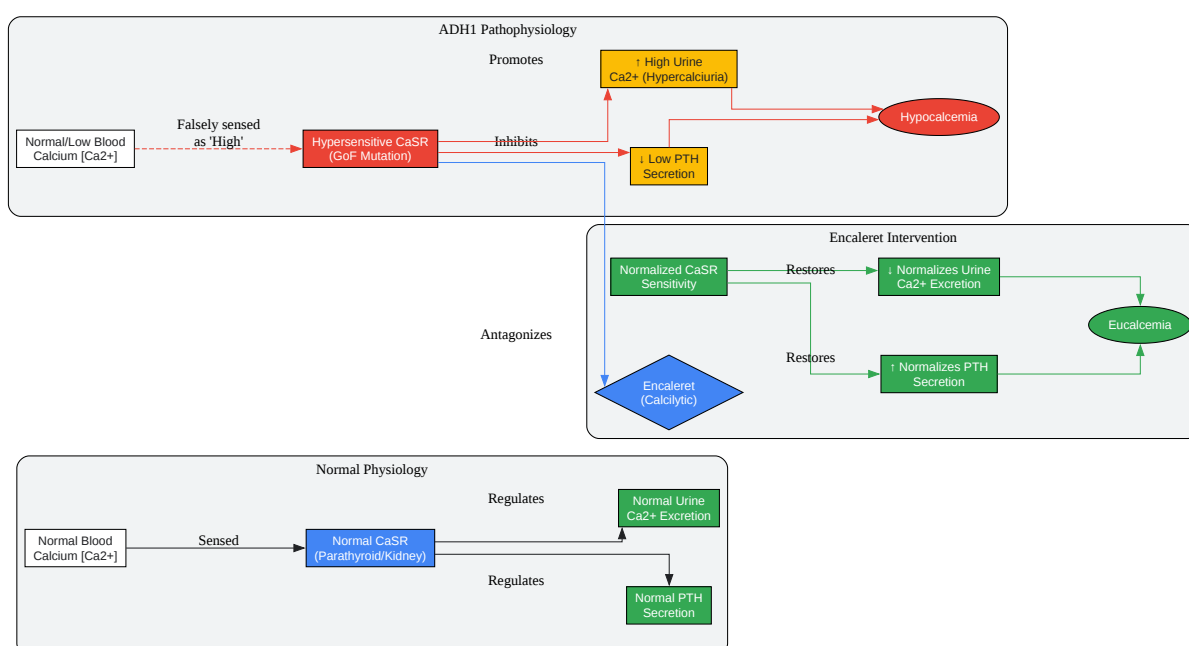 ADH1 Pathophysiology
Promotes
↑ High Urine
Ca2+ (Hypercalciuria)
Hypocalcemia
Falsely sensed
as 'High'
Normal/Low Blood
Calcium [Ca2+]
Hypersensitive CaSR
(GoF Mutation)
Inhibits
↓ Low PTH
Secretion
Encaleret Intervention
Normalized CaSR
Sensitivity
Restores
↓ Normalizes Urine
Ca2+ Excretion
Eucalcemia
Antagonizes
Restores
↑ Normalizes PTH
Secretion
Encaleret
(Calcilytic)
Normal Physiology
Regulates
Normal Urine
Ca2+ Excretion
Normal Blood
Calcium [Ca2+]
Sensed
Normal CaSR
(Parathyroid/Kidney)
Regulates
Normal PTH
Secretion